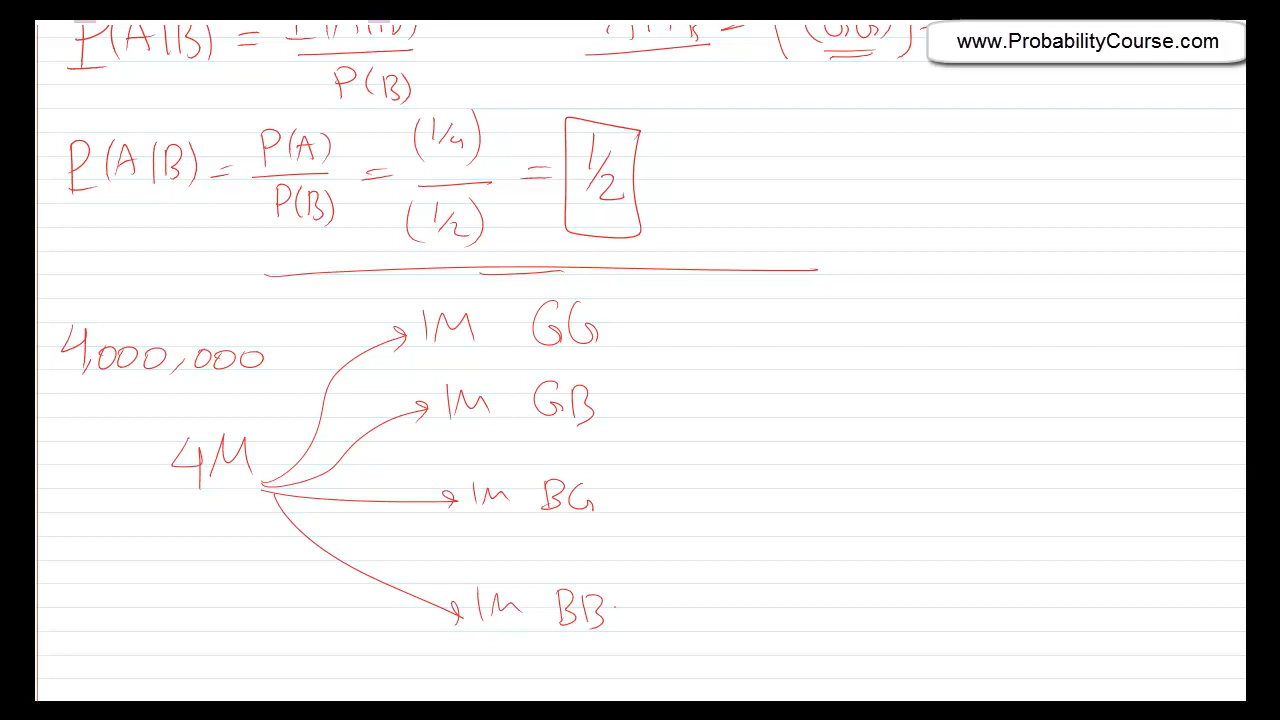 www.ProbabilityCourse.com
P(A|B) =
P(B)
P(A|B) = P(A) / P(B) = (1/4) / (1/2) = 1/2
4,000,000
1M GG
1M GB
4M
1M BG
1M BB